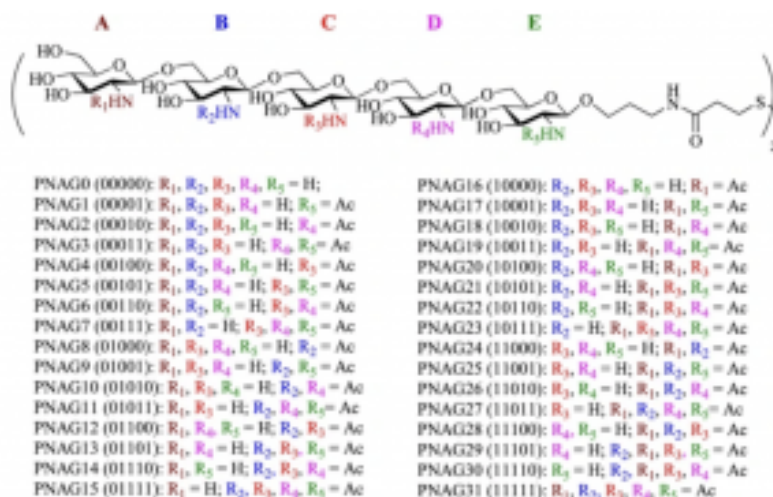 A B C D E
HO HO HO R1HN
HO HO R2HN
HO HO R3HN
HO HO R4HN
HO HO R5HN
O O O O O O O O O O
H N O S
2
PNAG0 (00000): R1, R2, R3, R4, R5 = H;
PNAG1 (00001): R1, R2, R3, R4 = H; R5 = Ac
PNAG2 (00010): R1, R2, R3, R5 = H; R4 = Ac
PNAG3 (00011): R1, R2, R3 = H; R4, R5= Ac
PNAG4 (00100): R1, R2, R4, R5 = H; R3 = Ac
PNAG5 (00101): R1, R2, R4 = H; R3, R5 = Ac
PNAG6 (00110): R1, R2, R5 = H; R3, R4 = Ac
PNAG7 (00111): R1, R2 = H; R3, R4, R5 = Ac
PNAG8 (01000): R1, R3, R4, R5 = H; R2 = Ac
PNAG9 (01001): R1, R3, R4 = H; R2, R5 = Ac
PNAG10 (01010): R1, R3, R4 = H; R2, R4 = Ac
PNAG11 (01011): R1, R3 = H; R2, R4, R5= Ac
PNAG12 (01100): R1, R4, R5 = H; R2, R3 = Ac
PNAG13 (01101): R1, R4 = H; R2, R3, R5 = Ac
PNAG14 (01110): R1, R5 = H; R2, R3, R4 = Ac
PNAG15 (01111): R1 = H; R2, R3, R4, R5 = Ac
PNAG16 (10000): R2, R3, R4, R5 = H; R1 = Ac
PNAG17 (10001): R2, R3, R4 = H; R1, R5 = Ac
PNAG18 (10010): R2, R3, R5 = H; R1, R4 = Ac
PNAG19 (10011): R2, R3 = H; R1, R4, R5= Ac
PNAG20 (10100): R2, R4, R5 = H; R1, R3 = Ac
PNAG21 (10101): R2, R4 = H; R1, R3, R5 = Ac
PNAG22 (10110): R2, R5 = H; R1, R3, R4 = Ac
PNAG23 (10111): R2 = H; R1, R3, R4, R5 = Ac
PNAG24 (11000): R3, R4, R5 = H; R1, R2 = Ac
PNAG25 (11001): R3, R4 = H; R1, R2, R5 = Ac
PNAG26 (11010): R3, R4 = H; R1, R2, R4 = Ac
PNAG27 (11011): R3 = H; R1, R2, R4, R5= Ac
PNAG28 (11100): R4, R5 = H; R1, R2, R3 = Ac
PNAG29 (11101): R4 = H; R2, R1, R3, R5 = Ac
PNAG30 (11110): R5 = H; R2, R1, R3, R4 = Ac
PNAG31 (11111): R1, R2, R3, R4, R5 = Ac